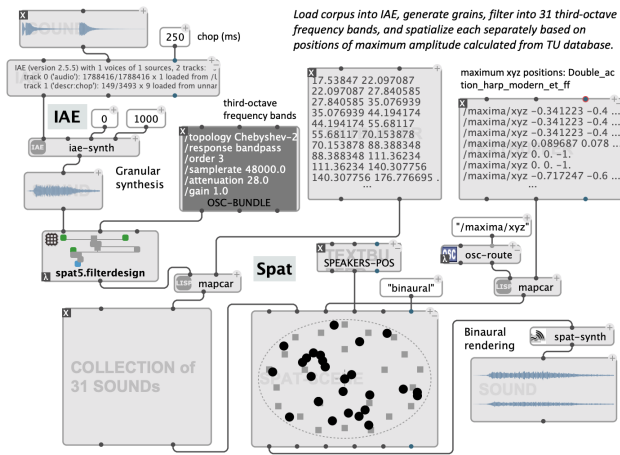 Load corpus into IAE, generate grains, filter into 31 third-octave
frequency bands, and spatialize each separately based on
positions of maximum amplitude calculated from TU database.
SOUND
250
chop (ms)
IAE (version 2.5.5) with 1 voices of 1 sources, 2 tracks:
track 0 ('audio'): 1788416/1788416 x 1 loaded from /U
track 1 ('descr:chop'): 149/3493 x 9 loaded from unnar
IAE
0
1000
IAE
iae-synth
Granular
synthesis
SOUND
third-octave
frequency bands
/topology Chebyshev-2
/response bandpass
/order 3
/samplerate 48000.0
/attenuation 28.0
/gain 1.0
OSC-BUNDLE
17.53847 22.097087
22.097087 27.840585
27.840585 35.076939
35.076939 44.194174
44.194174 55.68117
55.68117 70.153878
70.153878 88.388348
88.388348 111.36234
111.36234 140.307756
140.307756 176.776695 .
...
maximum xyz positions: Double_ac
tion_harp_modern_et_ff
/maxima/xyz -0.341223 -0.4 ...
/maxima/xyz -0.341223 -0.4 ...
/maxima/xyz -0.341223 -0.4 ...
/maxima/xyz 0.089687 0.078 ...
/maxima/xyz 0. 0. -1.
/maxima/xyz 0. 0. -1.
/maxima/xyz -0.717247 -0.6 ...
...
spat5.filterdesign
LISP
mapcar
Spat
TEXTBU
SPEAKERS-POS
"binaural"
"/maxima/xyz"
OSC
osc-route
LISP
mapcar
COLLECTION of
31 SOUNDs
SPAT-SCENE
Binaural
rendering
spat-synth
SOUND